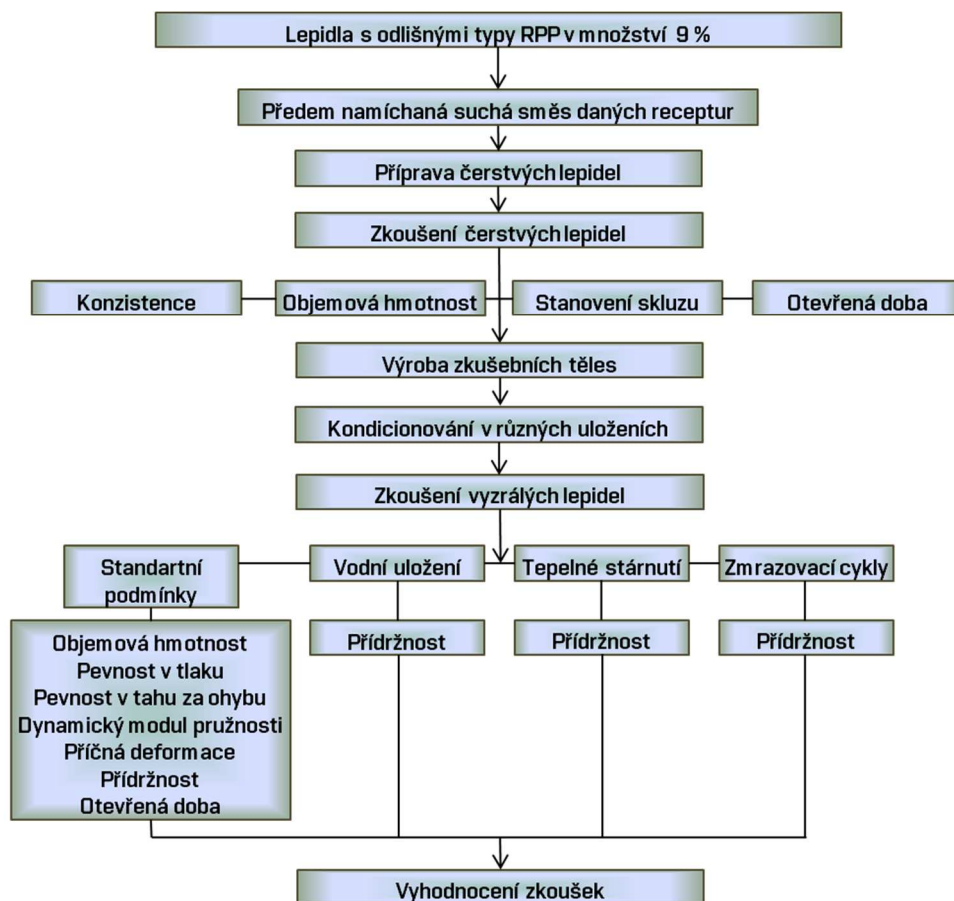 Lepidla s odlišnými typy RPP v množství 9 %
Předem namíchaná suchá směs daných receptur
Příprava čerstvých lepidel
Zkoušení čerstvých lepidel
Konzistence
Objemová hmotnost
Stanovení skluzu
Otevřená doba
Výroba zkušebních těles
Kondicionování v různých uloženích
Zkoušení vyzrálých lepidel
Standartní
podmínky
Vodní uložení
Tepelné stárnutí
Zmrazovací cykly
Objemová hmotnost
Pevnost v tlaku
Pevnost v tahu za ohybu
Dynamický modul pružnosti
Příčná deformace
Přídržnost
Otevřená doba
Přídržnost
Přídržnost
Přídržnost
Vyhodnocení zkoušek